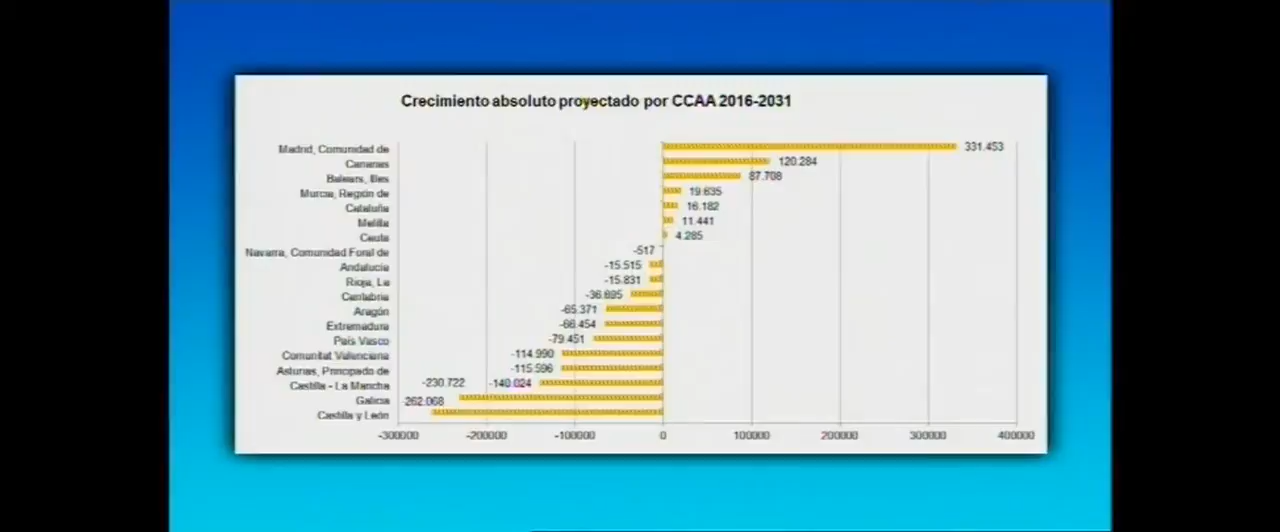 Crecimiento absoluto proyectado por CCAA 2016-2031
Madrid, Comunidad de 331.453
Canarias 120.284
Balears, Illes 87.708
Murcia, Región de 19.635
Cataluña 16.182
Melilla 11.441
Ceuta 4.285
Navarra, Comunidad Foral de -517
Andalucía -15.515
Rioja, La -15.831
Cantabria -36.695
Aragón -65.371
Extremadura -66.454
País Vasco -79.451
Comunitat Valenciana -114.990
Asturias, Principado de -115.596
Castilla - La Mancha -230.722 -140.024
Galicia -262.068
Castilla y León
-300000 -200000 -100000 0 100000 200000 300000 400000